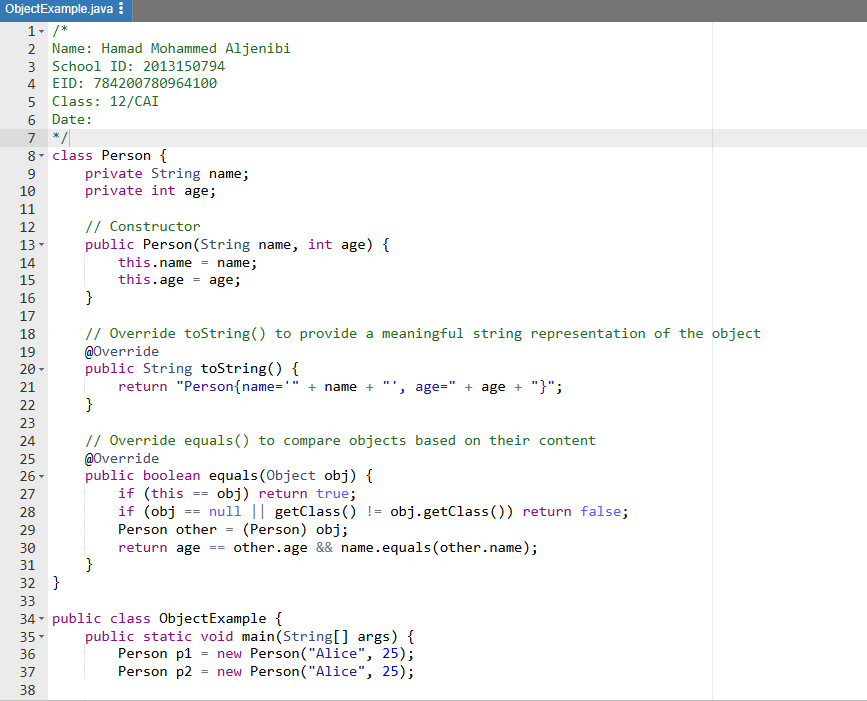 ObjectExample.java
1 /*
2 Name: Hamad Mohammed Aljenibi
3 School ID: 2013150794
4 EID: 784200780964100
5 Class: 12/CAI
6 Date:
7 */
8 class Person {
9     private String name;
10     private int age;
11
12     // Constructor
13     public Person(String name, int age) {
14         this.name = name;
15         this.age = age;
16     }
17
18     // Override toString() to provide a meaningful string representation of the object
19     @Override
20     public String toString() {
21         return "Person{name='" + name + "', age=" + age + "}";
22     }
23
24     // Override equals() to compare objects based on their content
25     @Override
26     public boolean equals(Object obj) {
27         if (this == obj) return true;
28         if (obj == null || getClass() != obj.getClass()) return false;
29         Person other = (Person) obj;
30         return age == other.age && name.equals(other.name);
31     }
32 }
33
34 public class ObjectExample {
35     public static void main(String[] args) {
36         Person p1 = new Person("Alice", 25);
37         Person p2 = new Person("Alice", 25);
38